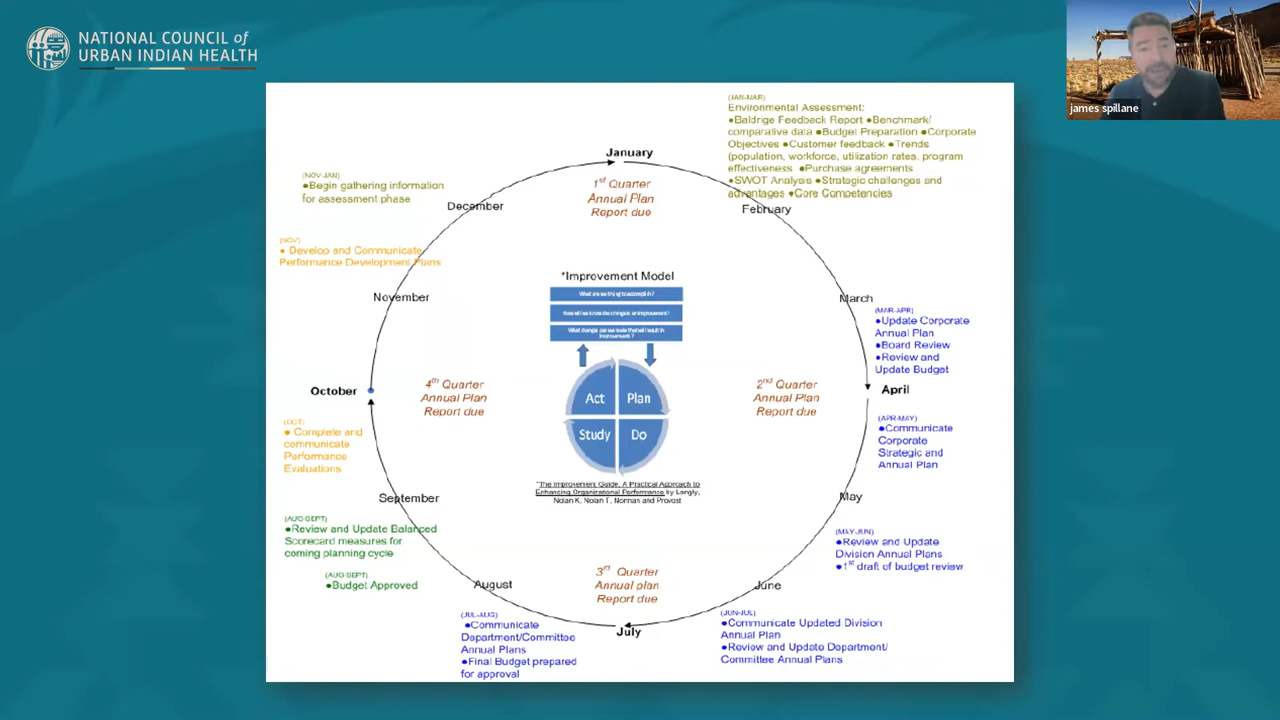 NATIONAL COUNCIL of
URBAN INDIAN HEALTH
james spillane
(JAN-MAR)
Environmental Assessment:
●Baldrige Feedback Report ●Benchmark/
comparative data ●Budget Preparation ●Corporate
Objectives ●Customer feedback ●Trends
(population, workforce, utilization rates, program
effectiveness ●Purchase agreements
●SWOT Analysis ●Strategic challenges and
advantages ●Core Competencies
January
1st Quarter
Annual Plan
Report due
(NOV-JAN)
●Begin gathering information
for assessment phase
December
February
(NOV)
● Develop and Communicate
Performance Development Plans
November
*Improvement Model
What are we trying to accomplish?
How will we know the change is an improvement?
What changes can we make that will result in
improvement?
March
(MAR-APR)
●Update Corporate
Annual Plan
●Board Review
●Review and
Update Budget
October
4th Quarter
Annual Plan
Report due
Act
Plan
Study
Do
2nd Quarter
Annual Plan
Report due
April
(OCT)
● Complete and
communicate
Performance
Evaluations
(APR-MAY)
●Communicate
Corporate
Strategic and
Annual Plan
*The Improvement Guide, A Practical Approach to
Enhancing Organizational Performance by Langly,
Nolan K, Nolan T, Norman and Provost
September
May
(AUG-SEPT)
●Review and Update Balanced
Scorecard measures for
coming planning cycle
(AUG-SEPT)
●Budget Approved
(MAY-JUN)
●Review and Update
Division Annual Plans
●1st draft of budget review
August
3rd Quarter
Annual plan
Report due
June
(JUL-AUG)
●Communicate
Department/Committee
Annual Plans
●Final Budget prepared
for approval
July
(JUN-JUL)
●Communicate Updated Division
Annual Plan
●Review and Update Department/
Committee Annual Plans